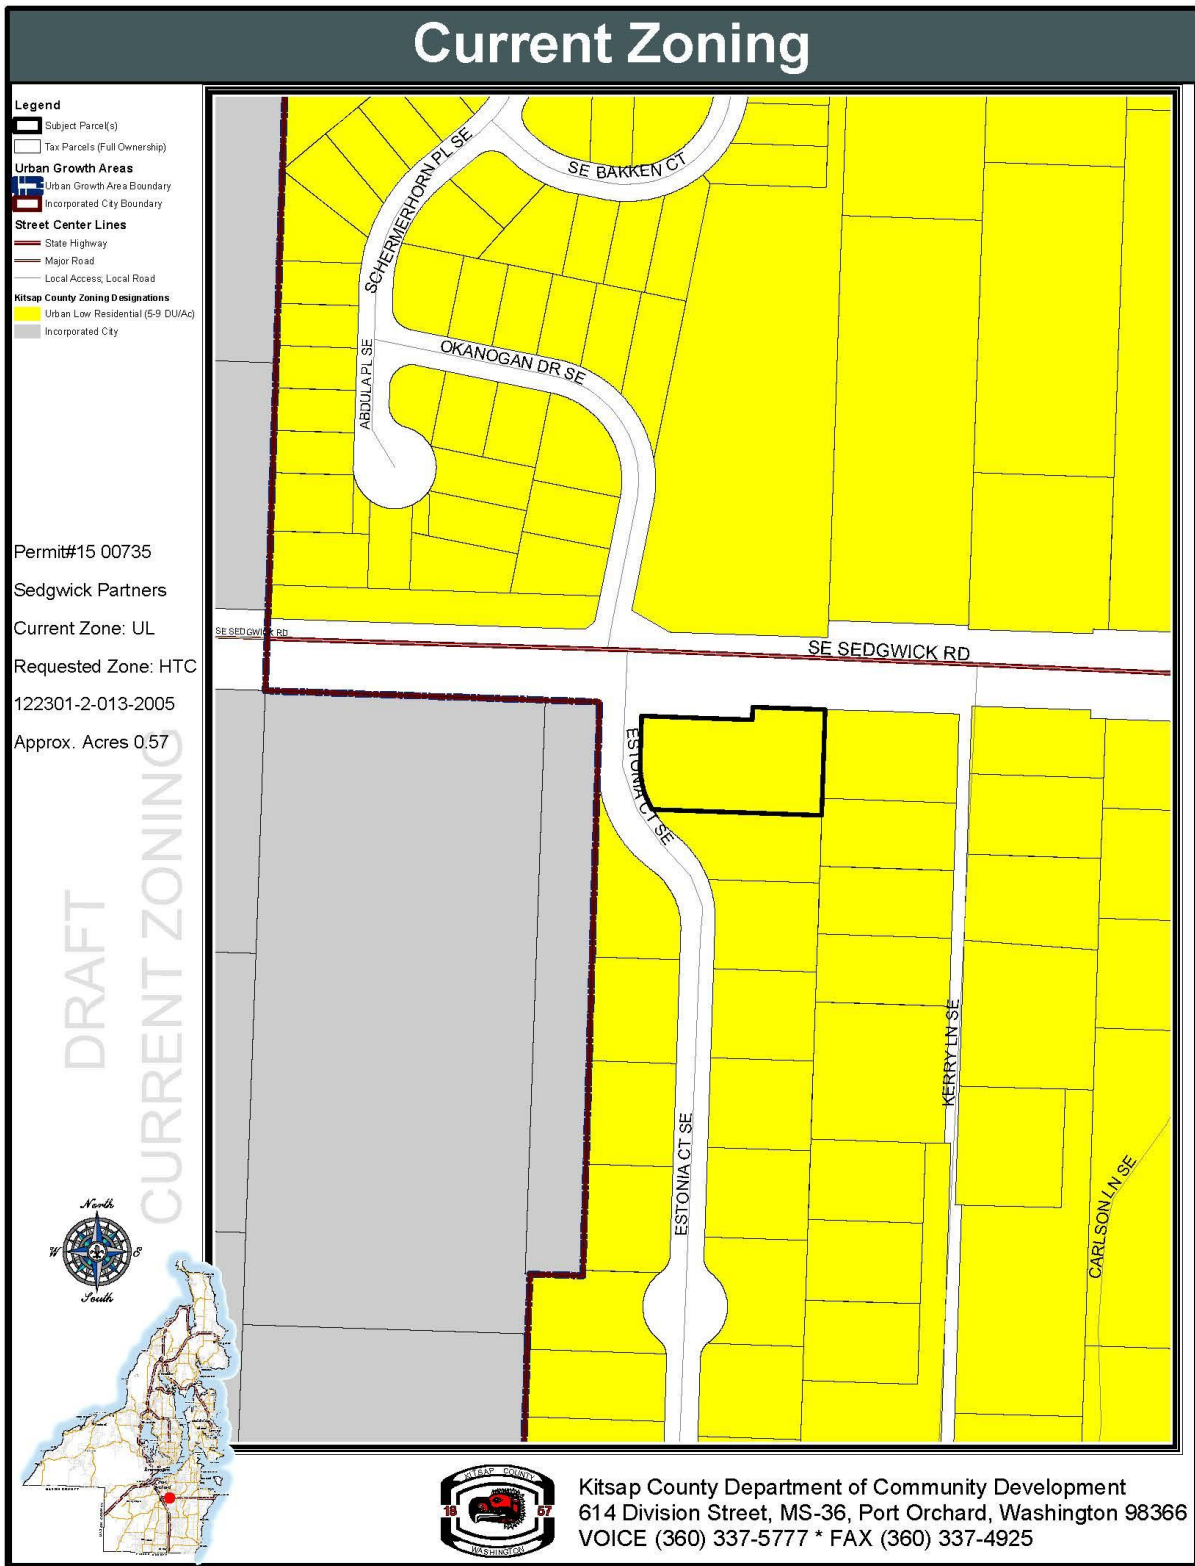 Current Zoning
Legend
Subject Parcel(s)
Tax Parcels (Full Ownership)
Urban Growth Areas
Urban Growth Area Boundary
Incorporated City Boundary
Street Center Lines
State Highway
Major Road
Local Access; Local Road
Kitsap County Zoning Designations
Urban Low Residential (5-9 DU/Ac)
Incorporated City
Permit#15 00735
Sedgwick Partners
Current Zone: UL
Requested Zone: HTC
122301-2-013-2005
Approx. Acres 0.57
DRAFT
CURRENT ZONING
SCHERMERHORN PL SE
SE BAKKEN CT
OKANOGAN DR SE
ABDULA PL SE
SE SEDGWICK RD
SE SEDGWICK RD
ESTONIA CT SE
KERRY LN SE
ESTONIA CT SE
CARLSON LN SE
North
W
E
South
KITSAP COUNTY
18 57
WASHINGTON
Kitsap County Department of Community Development
614 Division Street, MS-36, Port Orchard, Washington 98366
VOICE (360) 337-5777 * FAX (360) 337-4925